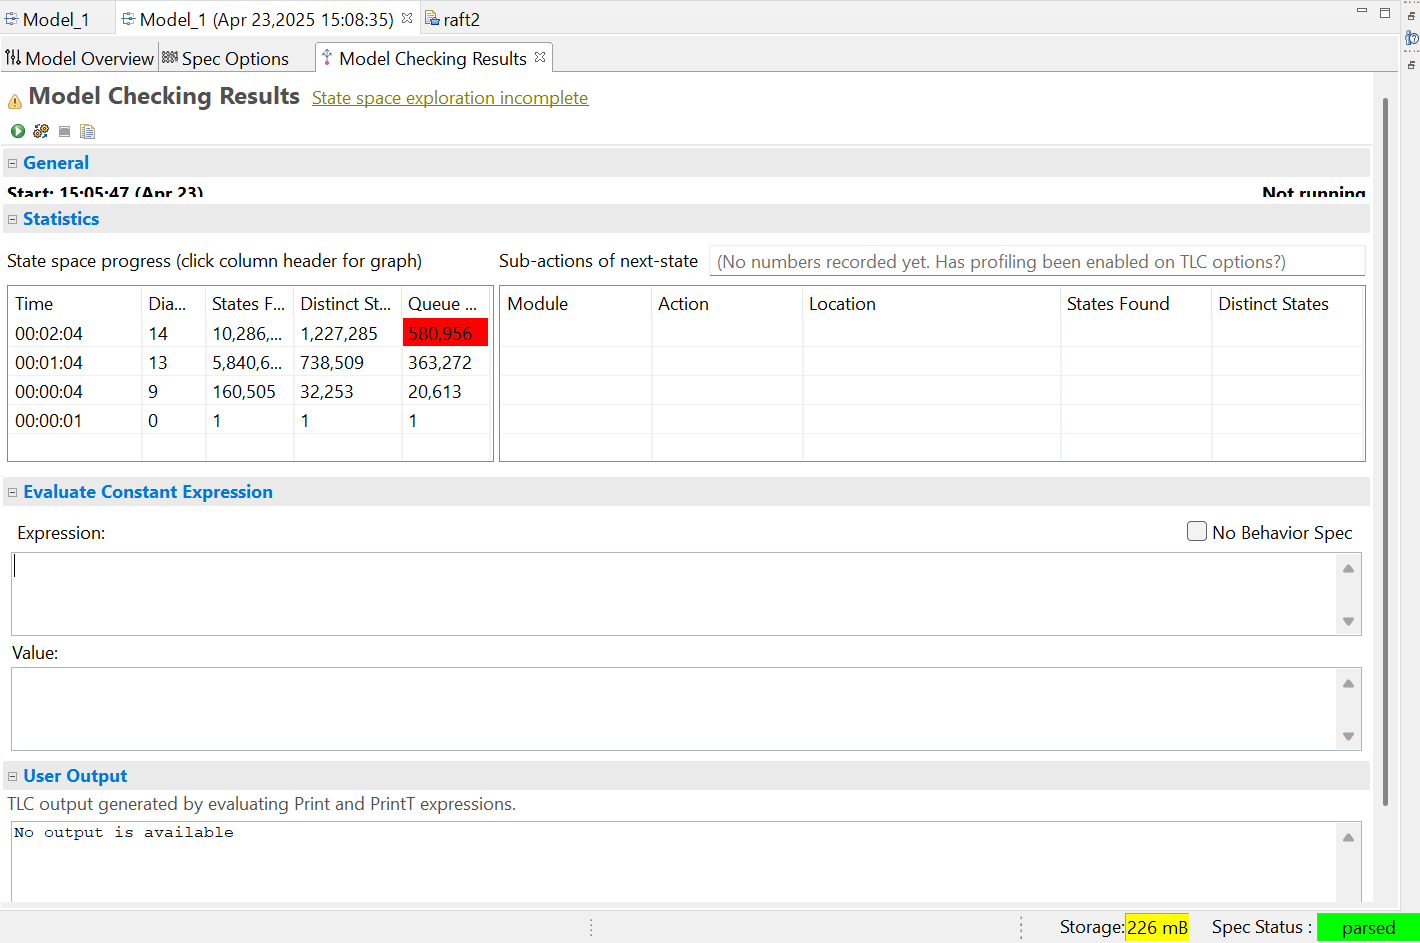 Model_1 Model_1 (Apr 23,2025 15:08:35) raft2
Model Overview Spec Options Model Checking Results
Model Checking Results State space exploration incomplete
General
Start: 15:05:47 (Apr 23) Not running
Statistics
State space progress (click column header for graph) Sub-actions of next-state (No numbers recorded yet. Has profiling been enabled on TLC options?)
Time Dia... States F... Distinct St... Queue ... Module Action Location States Found Distinct States
00:02:04 14 10,286,... 1,227,285 580,956
00:01:04 13 5,840,6... 738,509 363,272
00:00:04 9 160,505 32,253 20,613
00:00:01 0 1 1 1
Evaluate Constant Expression
Expression: No Behavior Spec
Value:
User Output
TLC output generated by evaluating Print and PrintT expressions.
No output is available
Storage: 226 mB Spec Status : parsed